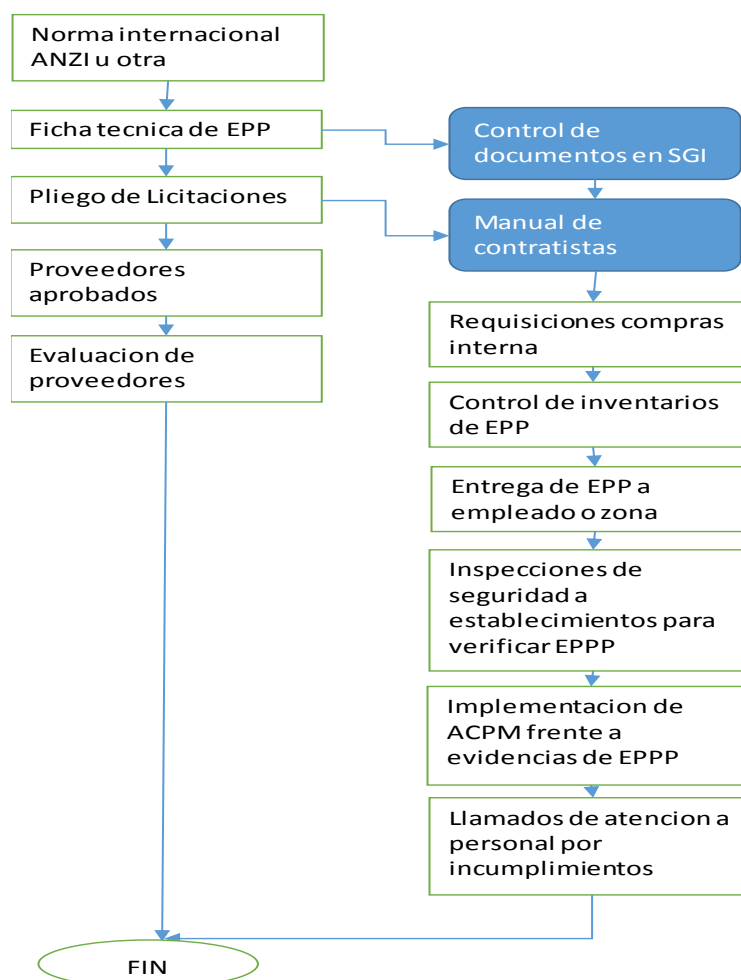 Norma internacional
ANZI u otra
Ficha tecnica de EPP
Pliego de Licitaciones
Proveedores
aprobados
Evaluacion de
proveedores
Control de
documentos en SGI
Manual de
contratistas
Requisiciones compras
interna
Control de inventarios
de EPP
Entrega de EPP a
empleado o zona
Inspecciones de
seguridad a
establecimientos para
verificar EPPP
Implementacion de
ACPM frente a
evidencias de EPPP
Llamados de atencion a
personal por
incumplimientos
FIN